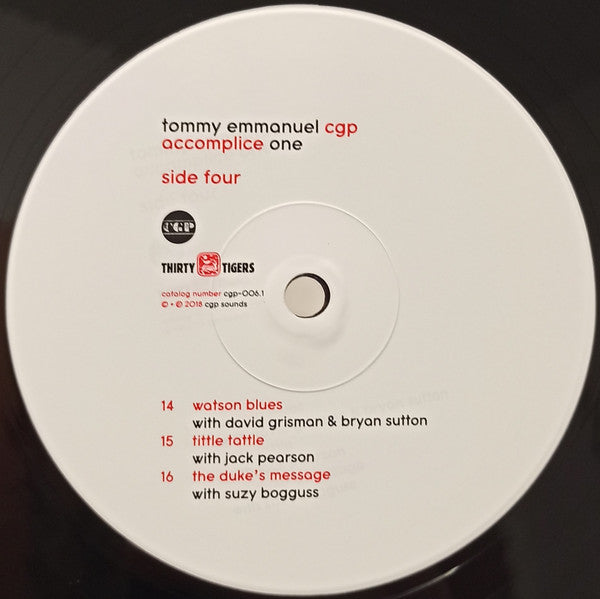 tommy emmanuel cgp
accomplice one
side four
CGP
THIRTY TIGERS
catalog number cgp-006.1
© • ℗ 2018 cgp sounds
14 watson blues
with david grisman & bryan sutton
15 tittle tattle
with jack pearson
16 the duke's message
with suzy bogguss